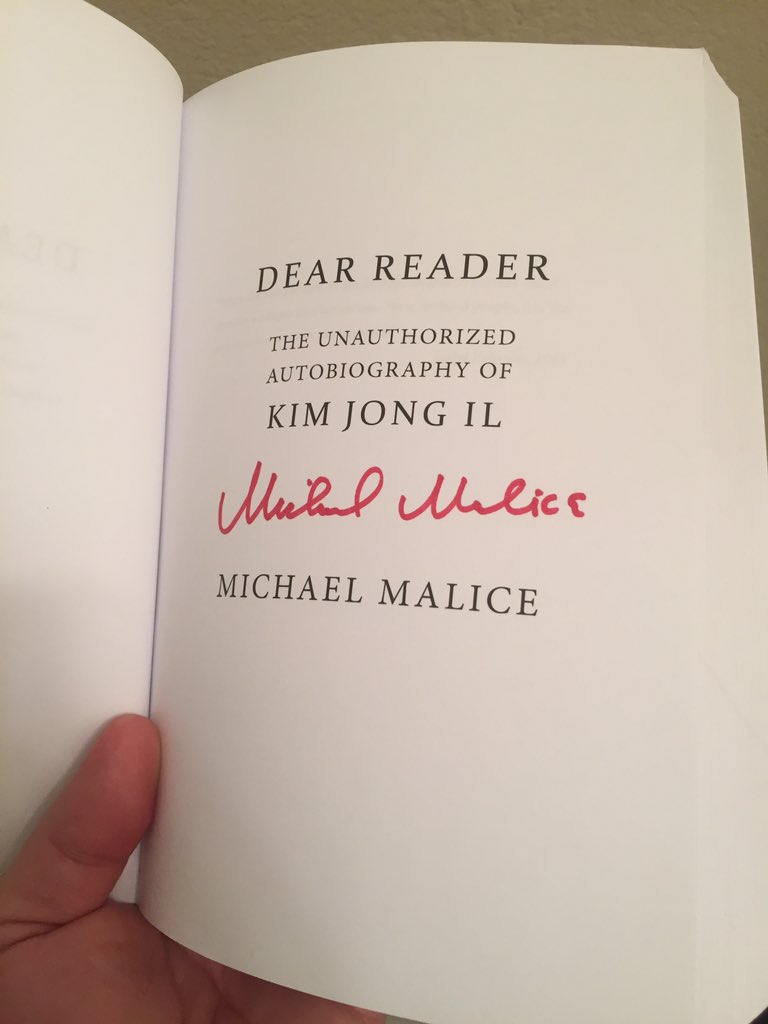 DEAR READER
THE UNAUTHORIZED
AUTOBIOGRAPHY OF
KIM JONG IL
Michael Malice
MICHAEL MALICE